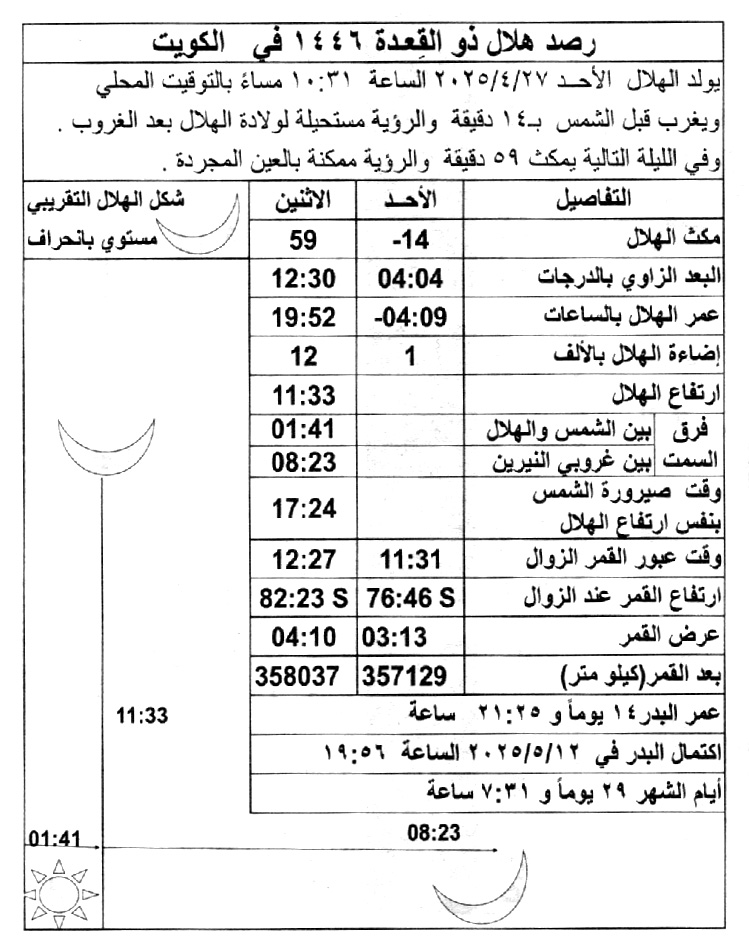 رصد هلال ذو القِعدة ١٤٤٦ في الكويت
يولد الهلال الأحد ٢٠٢٥/٤/٢٧ الساعة ١٠:٣١ مساءً بالتوقيت المحلي
ويغرب قبل الشمس بـ١٤ دقيقة والرؤية مستحيلة لولادة الهلال بعد الغروب .
وفي الليلة التالية يمكث ٥٩ دقيقة والرؤية ممكنة بالعين المجردة .
التفاصيل الأحد الاثنين شكل الهلال التقريبي
مكث الهلال -14 59 مستوي بانحراف
البعد الزاوي بالدرجات 04:04 12:30
عمر الهلال بالساعات -04:09 19:52
إضاءة الهلال بالألف 1 12
ارتفاع الهلال 11:33
فرق بين الشمس والهلال 01:41
السمت بين غروبي النيرين 08:23
وقت صيرورة الشمس
بنفس ارتفاع الهلال 17:24
وقت عبور القمر الزوال 11:31 12:27
ارتفاع القمر عند الزوال 76:46 S 82:23 S
عرض القمر 03:13 04:10
بعد القمر(كيلو متر) 357129 358037
عمر البدر١٤ يوماً و ٢١:٢٥ ساعة
11:33
اكتمال البدر في ٢٠٢٥/٥/١٢ الساعة ١٩:٥٦
أيام الشهر ٢٩ يوماً و ٧:٣١ ساعة
08:23
01:41